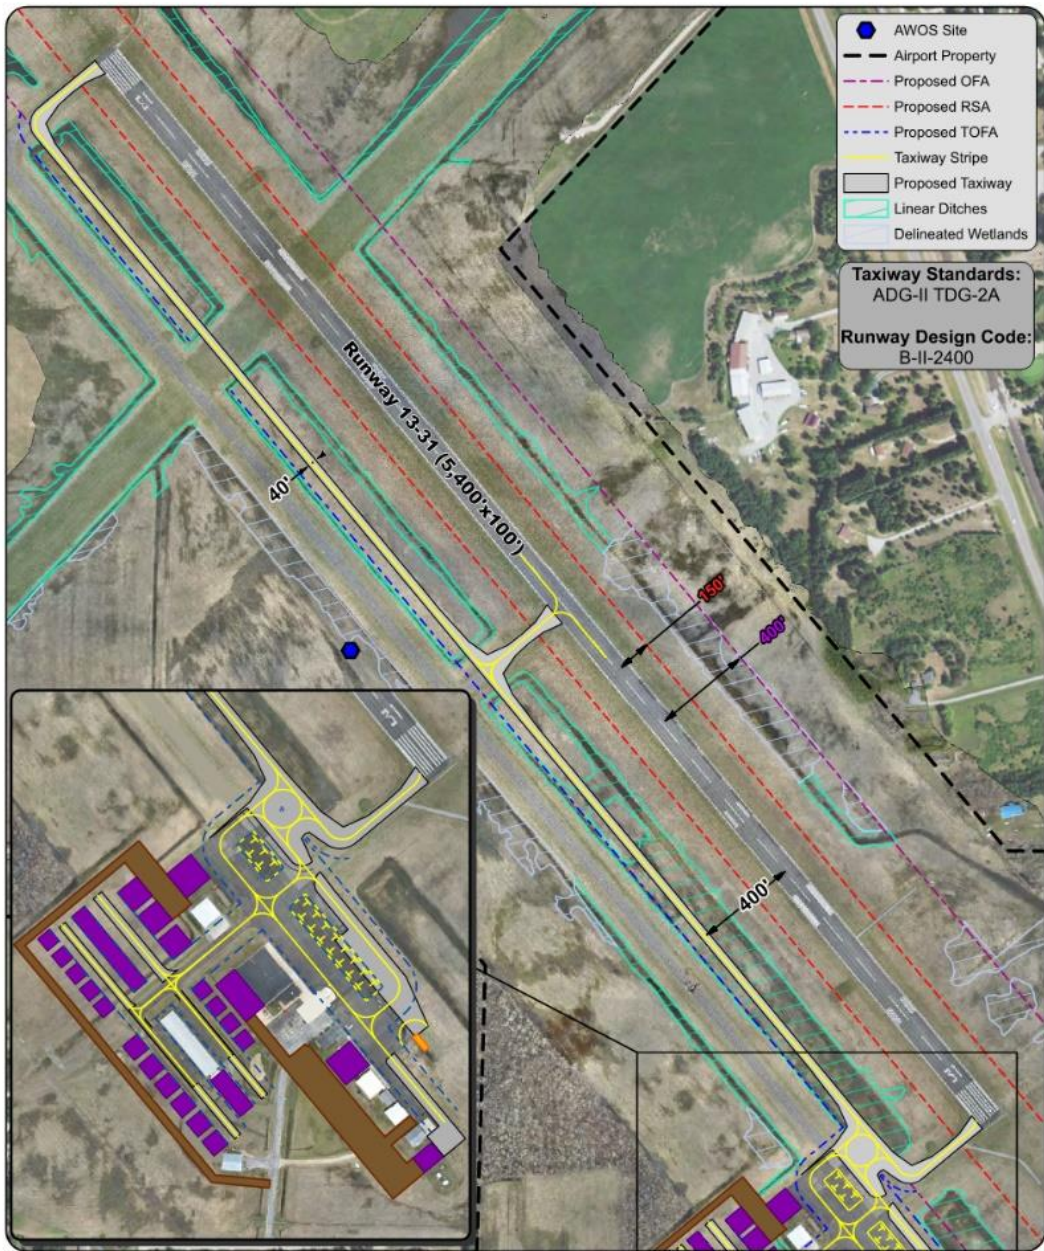 AWOS Site
Airport Property
Proposed OFA
Proposed RSA
Proposed TOFA
Taxiway Stripe
Proposed Taxiway
Linear Ditches
Delineated Wetlands
Taxiway Standards:
ADG-II TDG-2A
Runway Design Code:
B-II-2400
Runway 13-31 (5,400'x100')
40'
150'
400'
400'